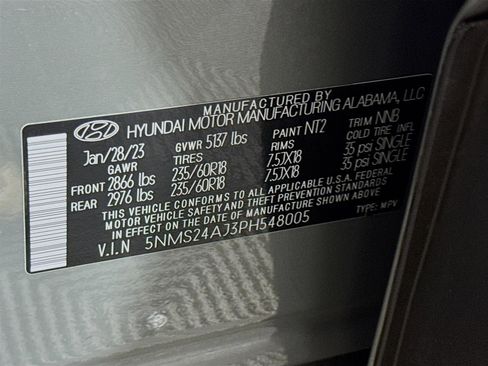 MANUFACTURED BY
HYUNDAI MOTOR MANUFACTURING ALABAMA, LLC
Jan/28/23 GVWR 5137 lbs PAINT NT2 TRIM NNB
GAWR TIRES RIMS COLD TIRE INFL.
FRONT 2866 lbs 235/60R18 7.5JX18 35 psi SINGLE
REAR 2976 lbs 235/60R18 7.5JX18 35 psi SINGLE
THIS VEHICLE CONFORMS TO ALL APPLICABLE U.S.A FEDERAL
MOTOR VEHICLE SAFETY AND THEFT PREVENTION STANDARDS
IN EFFECT ON THE DATE OF MANUFACTURE SHOWN ABOVE.
V.I.N 5NMS24AJ3PH548005 TYPE: MPV